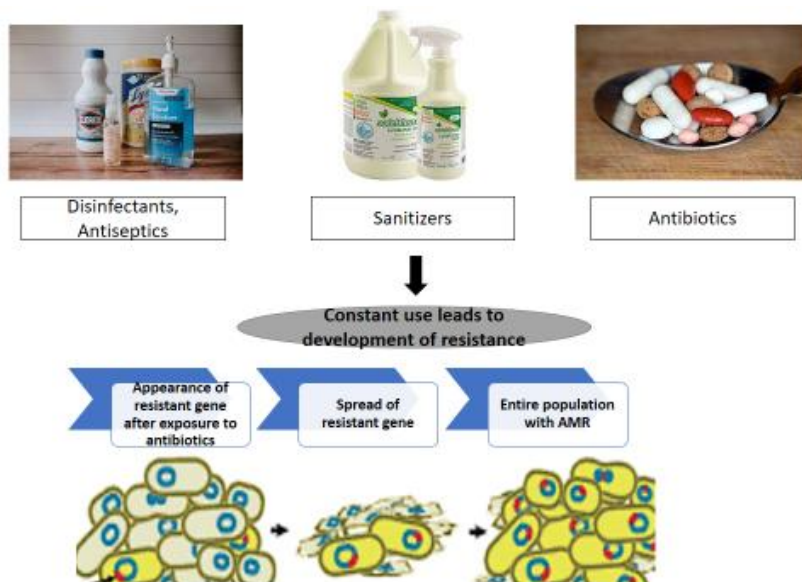 CLOROX
Disinfectants,
Antiseptics
Sanitizers
Antibiotics
Constant use leads to
development of resistance
Appearance of
resistant gene
after exposure to
antibiotics
Spread of
resistant gene
Entire population
with AMR